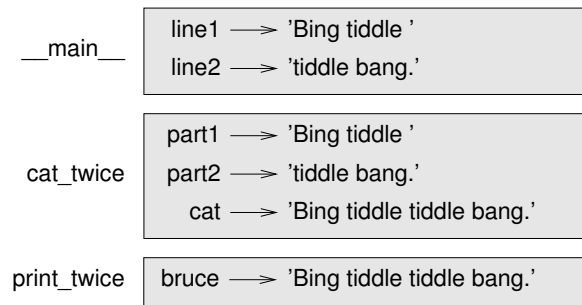 __main__
line1 → 'Bing tiddle ’
line2 → ’tiddle bang.’
cat_twice
part1 → ’Bing tiddle ’
part2 → ’tiddle bang.’
cat → ’Bing tiddle tiddle bang.’
print_twice
bruce → ’Bing tiddle tiddle bang.’